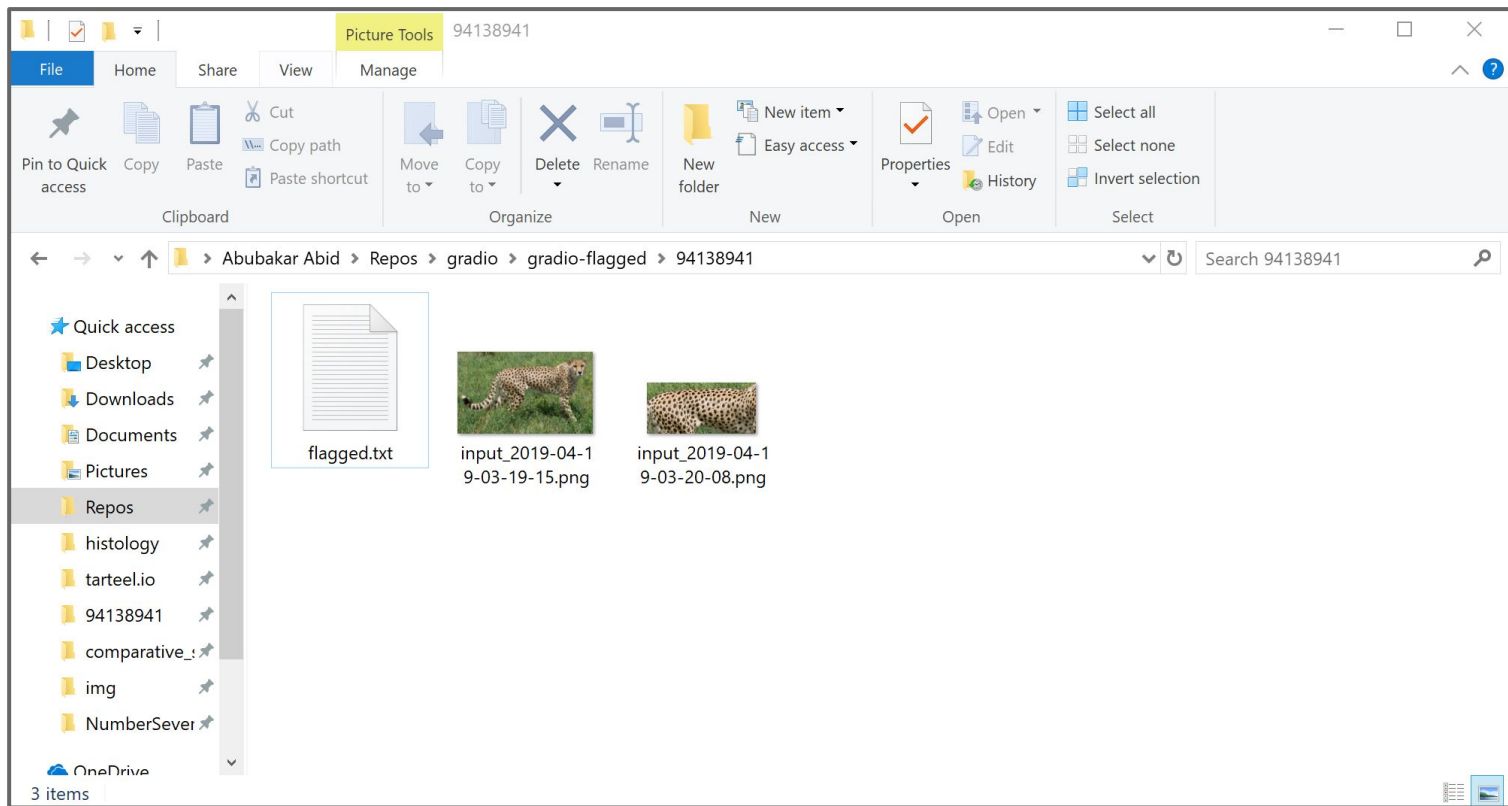 Picture Tools 94138941
File Home Share View Manage
Pin to Quick access
Copy
Paste
Cut
Copy path
Paste shortcut
Clipboard
Move to
Copy to
Delete
Rename
Organize
New folder
New item
Easy access
New
Properties
Open
Edit
History
Open
Select all
Select none
Invert selection
Select
Abubakar Abid > Repos > gradio > gradio-flagged > 94138941
Search 94138941
Quick access
Desktop
Downloads
Documents
Pictures
Repos
histology
tarteel.io
94138941
comparative_
img
NumberSever
OneDrive
flagged.txt
input_2019-04-1
9-03-19-15.png
input_2019-04-1
9-03-20-08.png
3 items